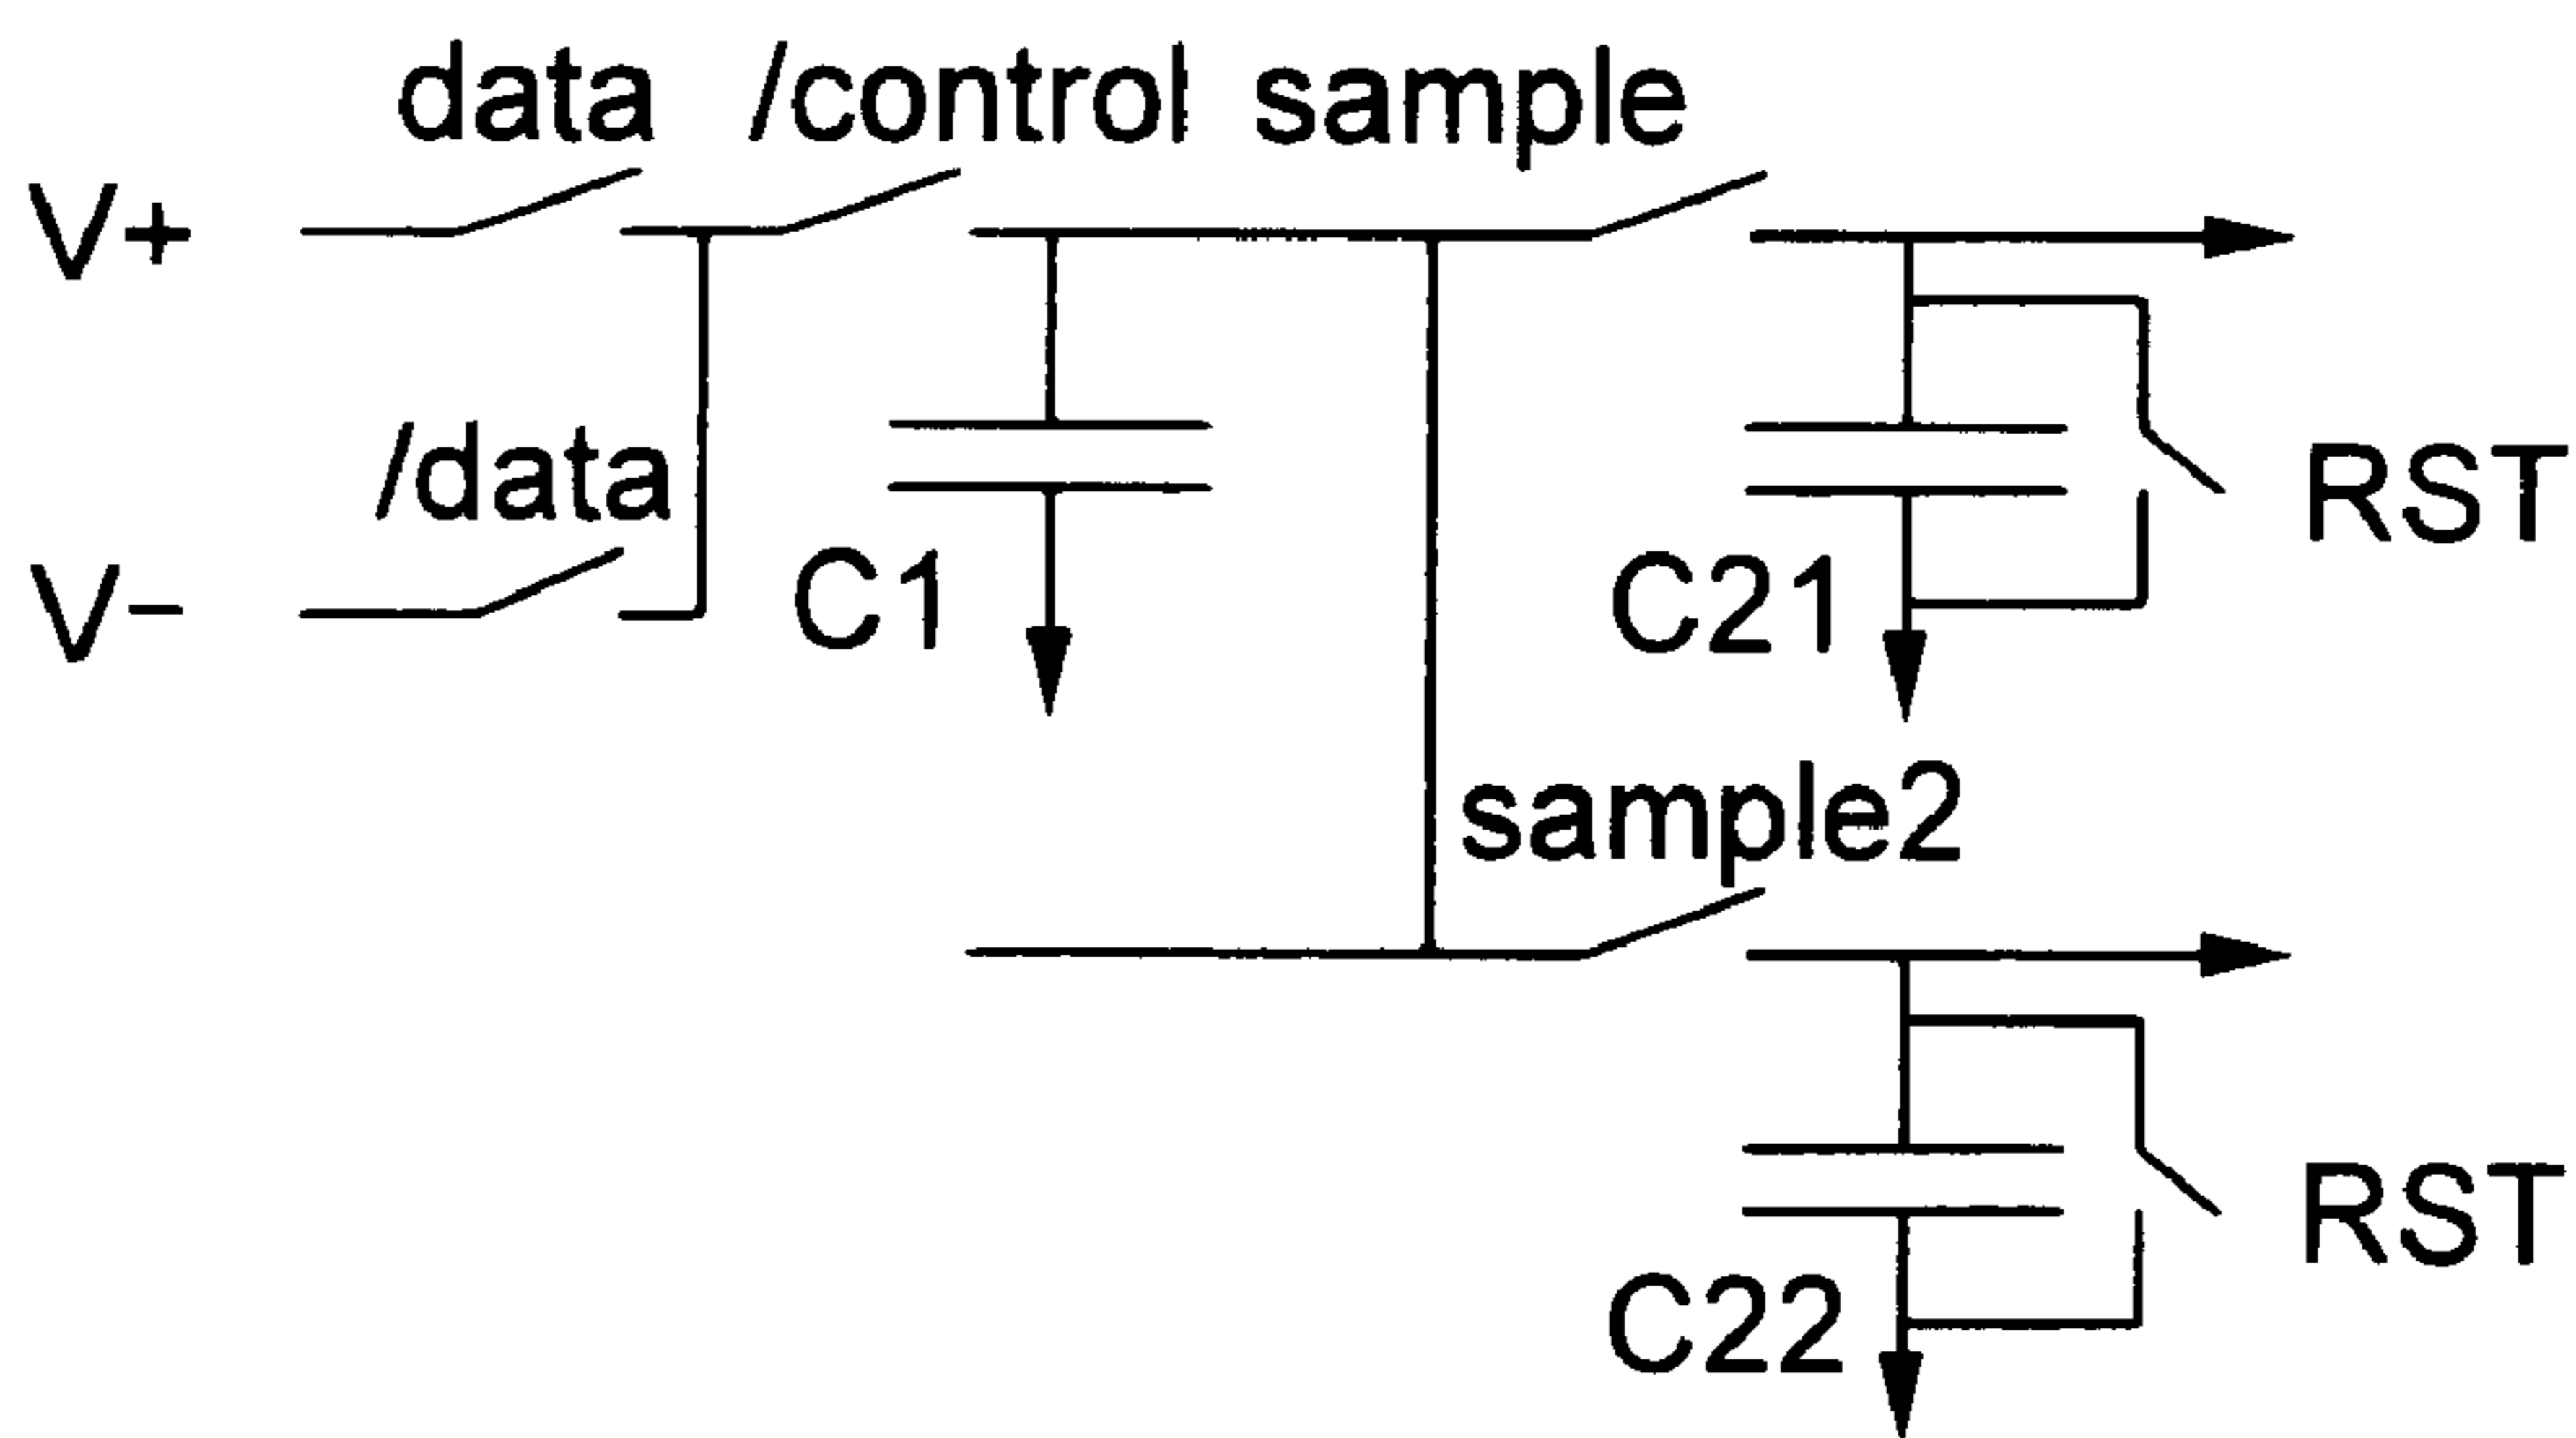 data /control sample
V+
/data
V−
C1
C21
RST
sample2
C22
RST